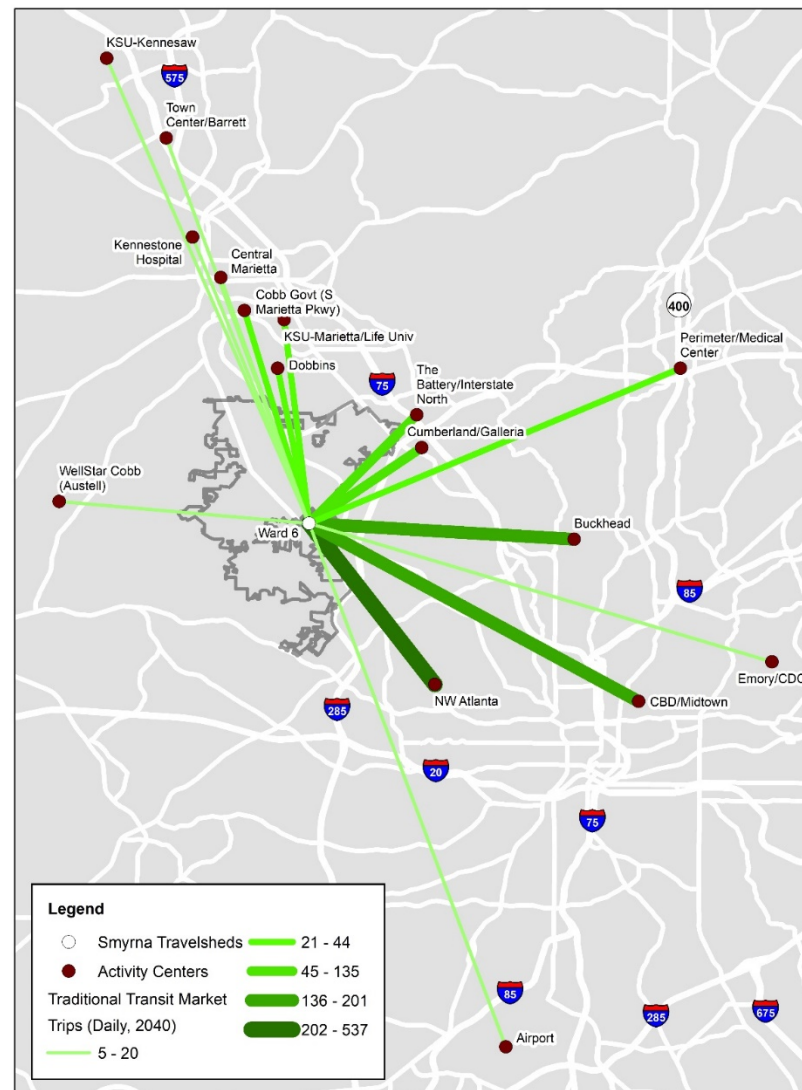 KSU-Kennesaw
575
Town
Center/Barrett
Kennestone
Hospital
Central
Marietta
Cobb Govt (S
Marietta Pkwy)
KSU-Marietta/Life Univ
400
Perimeter/Medical
Center
Dobbins
The
Battery/Interstate
North
75
Cumberland/Galleria
WellStar Cobb
(Austell)
Ward 6
Buckhead
85
Emory/CDC
NW Atlanta
CBD/Midtown
285
20
75
Legend
Smyrna Travelsheds
Activity Centers
Traditional Transit Market
Trips (Daily, 2040)
5 - 20
21 - 44
45 - 135
136 - 201
202 - 537
85
285
675
Airport